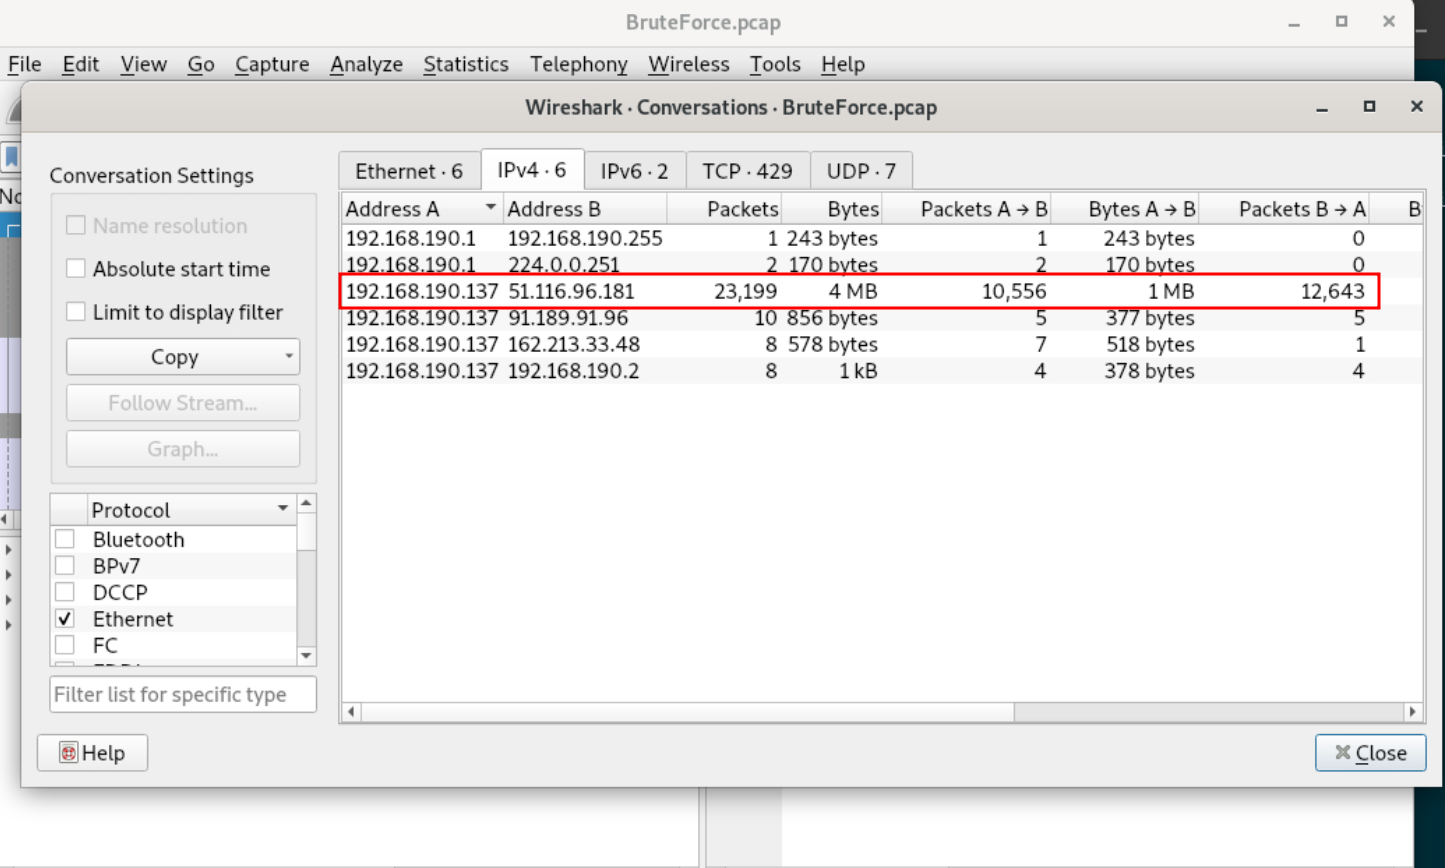 BruteForce.pcap
File Edit View Go Capture Analyze Statistics Telephony Wireless Tools Help
Wireshark · Conversations · BruteForce.pcap
Conversation Settings
Name resolution
Absolute start time
Limit to display filter
Copy
Follow Stream...
Graph...
Protocol
Bluetooth
BPv7
DCCP
Ethernet
FC
Filter list for specific type
Help
Ethernet · 6 IPv4 · 6 IPv6 · 2 TCP · 429 UDP · 7
Address A Address B Packets Bytes Packets A → B Bytes A → B Packets B → A
192.168.190.1 192.168.190.255 1 243 bytes 1 243 bytes 0
192.168.190.1 224.0.0.251 2 170 bytes 2 170 bytes 0
192.168.190.137 51.116.96.181 23,199 4 MB 10,556 1 MB 12,643
192.168.190.137 91.189.91.96 10 856 bytes 5 377 bytes 5
192.168.190.137 162.213.33.48 8 578 bytes 7 518 bytes 1
192.168.190.137 192.168.190.2 8 1 kB 4 378 bytes 4
Close